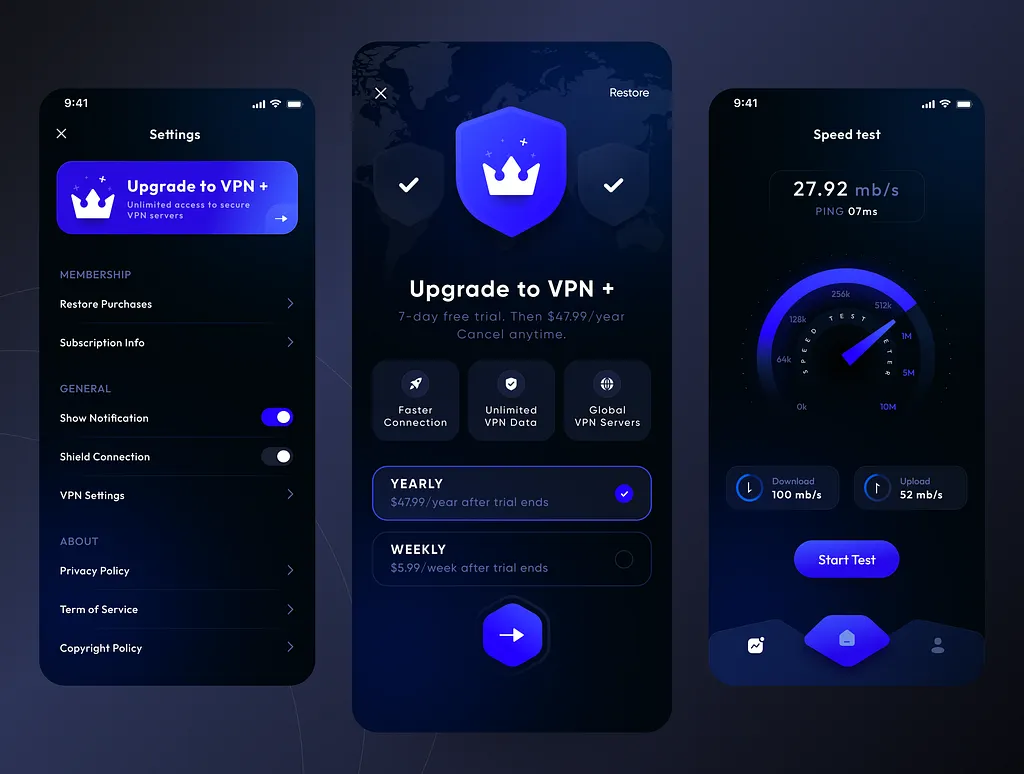 9:41
Settings
Upgrade to VPN +
Unlimited access to secure
VPN servers
MEMBERSHIP
Restore Purchases
Subscription Info
GENERAL
Show Notification
Shield Connection
VPN Settings
ABOUT
Privacy Policy
Term of Service
Copyright Policy
Restore
Upgrade to VPN +
7-day free trial. Then $47.99/year
Cancel anytime.
Faster
Connection
Unlimited
VPN Data
Global
VPN Servers
YEARLY
$47.99/year after trial ends
WEEKLY
$5.99/week after trial ends
9:41
Speed test
27.92 mb/s
PING 07ms
0k
64k
128k
256k
512k
1M
5M
10M
SPEED TEST METER
Download
100 mb/s
Upload
52 mb/s
Start Test